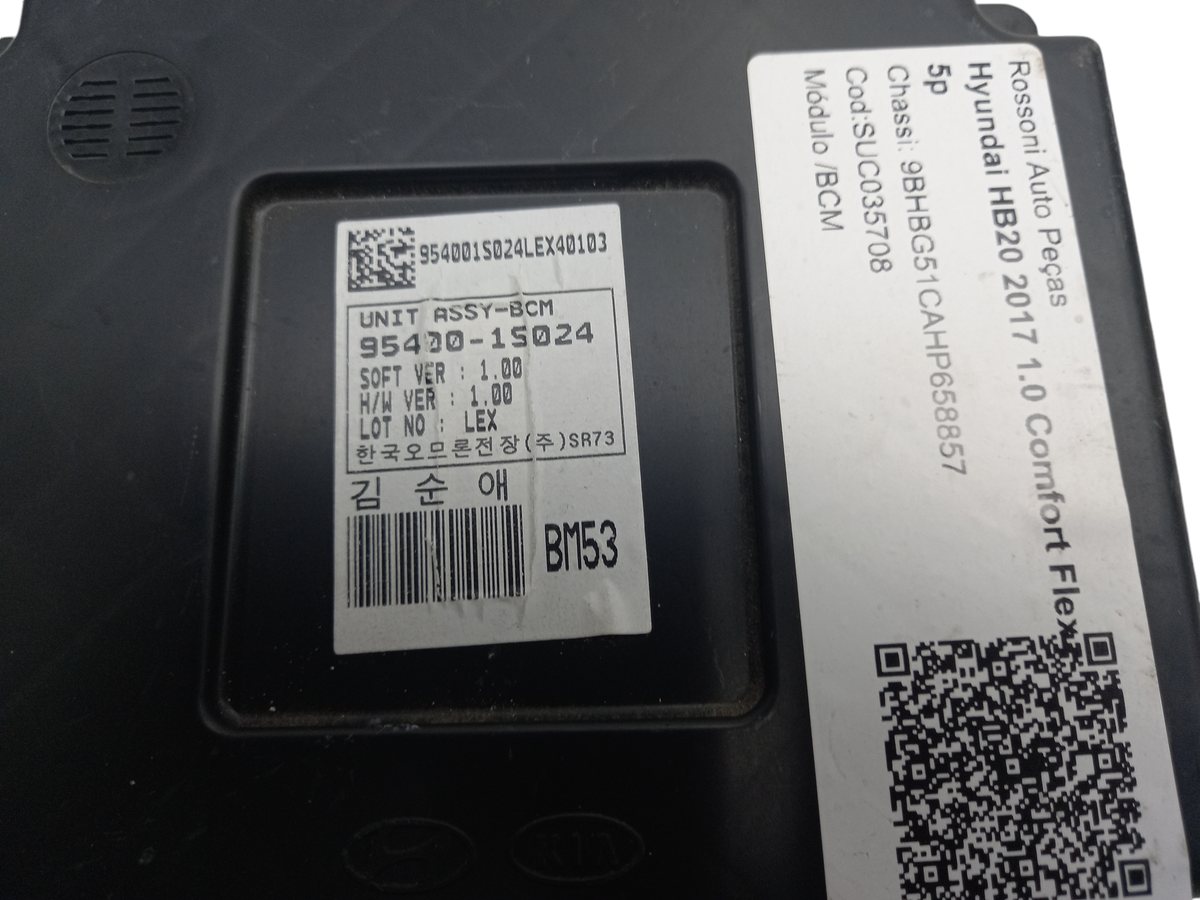 954001S024LEX40103
UNIT ASSY-BCM
95400-1S024
SOFT VER : 1.00
H/W VER : 1.00
LOT NO : LEX
한국오므론전장(주)SR73
김 순 애
BM53
Rossoni Auto Peças
Hyundai HB20 2017 1.0 Comfort Flex
5p
Chassi: 9BHBG51CAHP658857
Cod:SUC035708
Módulo /BCM
KIA